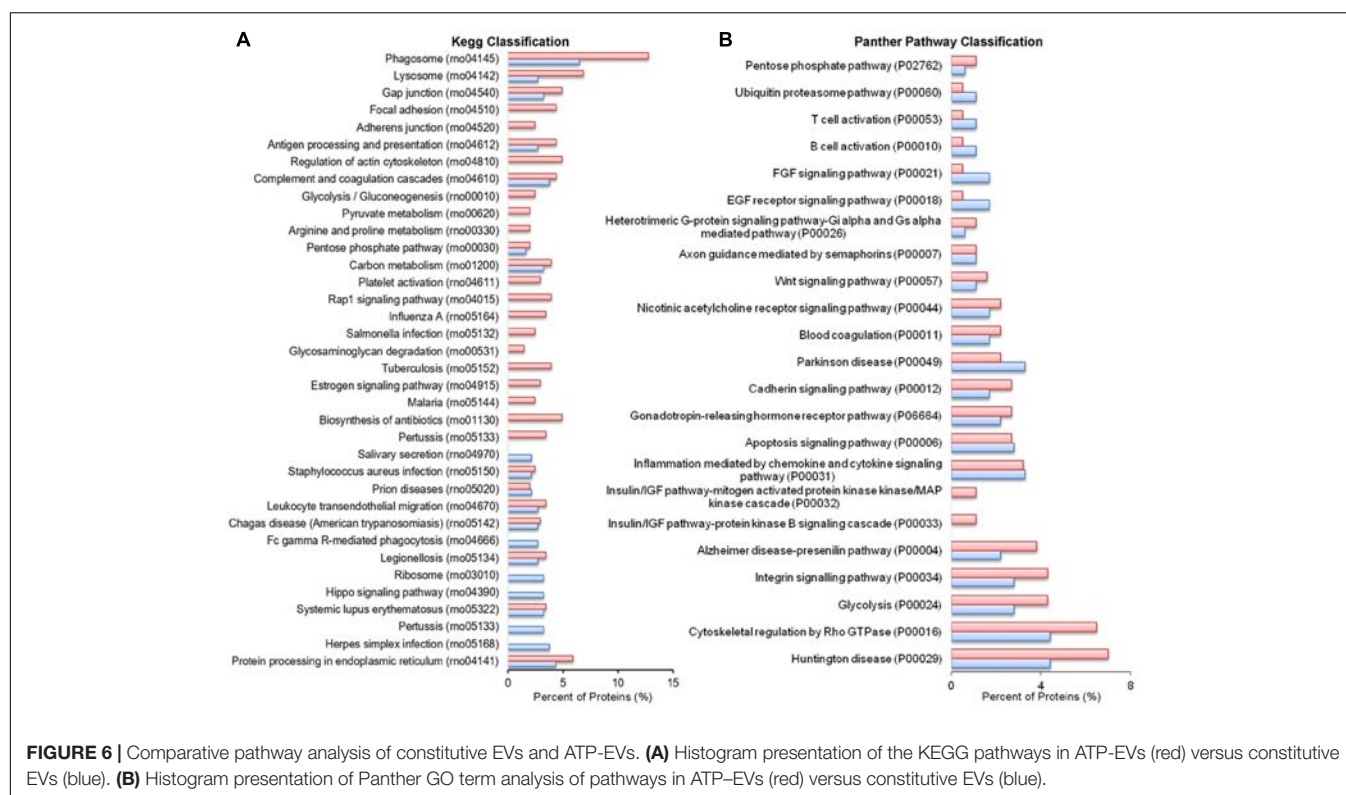 A
Kegg Classification
Phagosome (rno04145)
Lysosome (rno04142)
Gap junction (rno04540)
Focal adhesion (rno04510)
Adherens junction (rno04520)
Antigen processing and presentation (rno04612)
Regulation of actin cytoskeleton (rno04810)
Complement and coagulation cascades (rno04610)
Glycolysis / Gluconeogenesis (rno00010)
Pyruvate metabolism (rno00620)
Arginine and proline metabolism (rno00330)
Pentose phosphate pathway (rno00030)
Carbon metabolism (rno01200)
Platelet activation (rno04611)
Rap1 signaling pathway (rno04015)
Influenza A (rno05164)
Salmonella infection (rno05132)
Glycosaminoglycan degradation (rno00531)
Tuberculosis (rno05152)
Estrogen signaling pathway (rno04915)
Malaria (rno05144)
Biosynthesis of antibiotics (rno01130)
Pertussis (rno05133)
Salivary secretion (rno04970)
Staphylococcus aureus infection (rno05150)
Prion diseases (rno05020)
Leukocyte transendothelial migration (rno04670)
Chagas disease (American trypanosomiasis) (rno05142)
Fc gamma R-mediated phagocytosis (rno04666)
Legionellosis (rno05134)
Ribosome (rno03010)
Hippo signaling pathway (rno04390)
Systemic lupus erythematosus (rno05322)
Pertussis (rno05133)
Herpes simplex infection (rno05168)
Protein processing in endoplasmic reticulum (rno04141)
0 5 10 15
Percent of Proteins (%)
B
Panther Pathway Classification
Pentose phosphate pathway (P02762)
Ubiquitin proteasome pathway (P00060)
T cell activation (P00053)
B cell activation (P00010)
FGF signaling pathway (P00021)
EGF receptor signaling pathway (P00018)
Heterotrimeric G-protein signaling pathway-Gi alpha and Gs alpha
mediated pathway (P00026)
Axon guidance mediated by semaphorins (P00007)
Wnt signaling pathway (P00057)
Nicotinic acetylcholine receptor signaling pathway (P00044)
Blood coagulation (P00011)
Parkinson disease (P00049)
Cadherin signaling pathway (P00012)
Gonadotropin-releasing hormone receptor pathway (P06664)
Apoptosis signaling pathway (P00006)
Inflammation mediated by chemokine and cytokine signaling
pathway (P00031)
Insulin/IGF pathway-mitogen activated protein kinase kinase/MAP
kinase cascade (P00032)
Insulin/IGF pathway-protein kinase B signaling cascade (P00033)
Alzheimer disease-presenilin pathway (P00004)
Integrin signalling pathway (P00034)
Glycolysis (P00024)
Cytoskeletal regulation by Rho GTPase (P00016)
Huntington disease (P00029)
0 4 8
Percent of Proteins (%)
FIGURE 6 | Comparative pathway analysis of constitutive EVs and ATP-EVs. (A) Histogram presentation of the KEGG pathways in ATP-EVs (red) versus constitutive
EVs (blue). (B) Histogram presentation of Panther GO term analysis of pathways in ATP–EVs (red) versus constitutive EVs (blue).